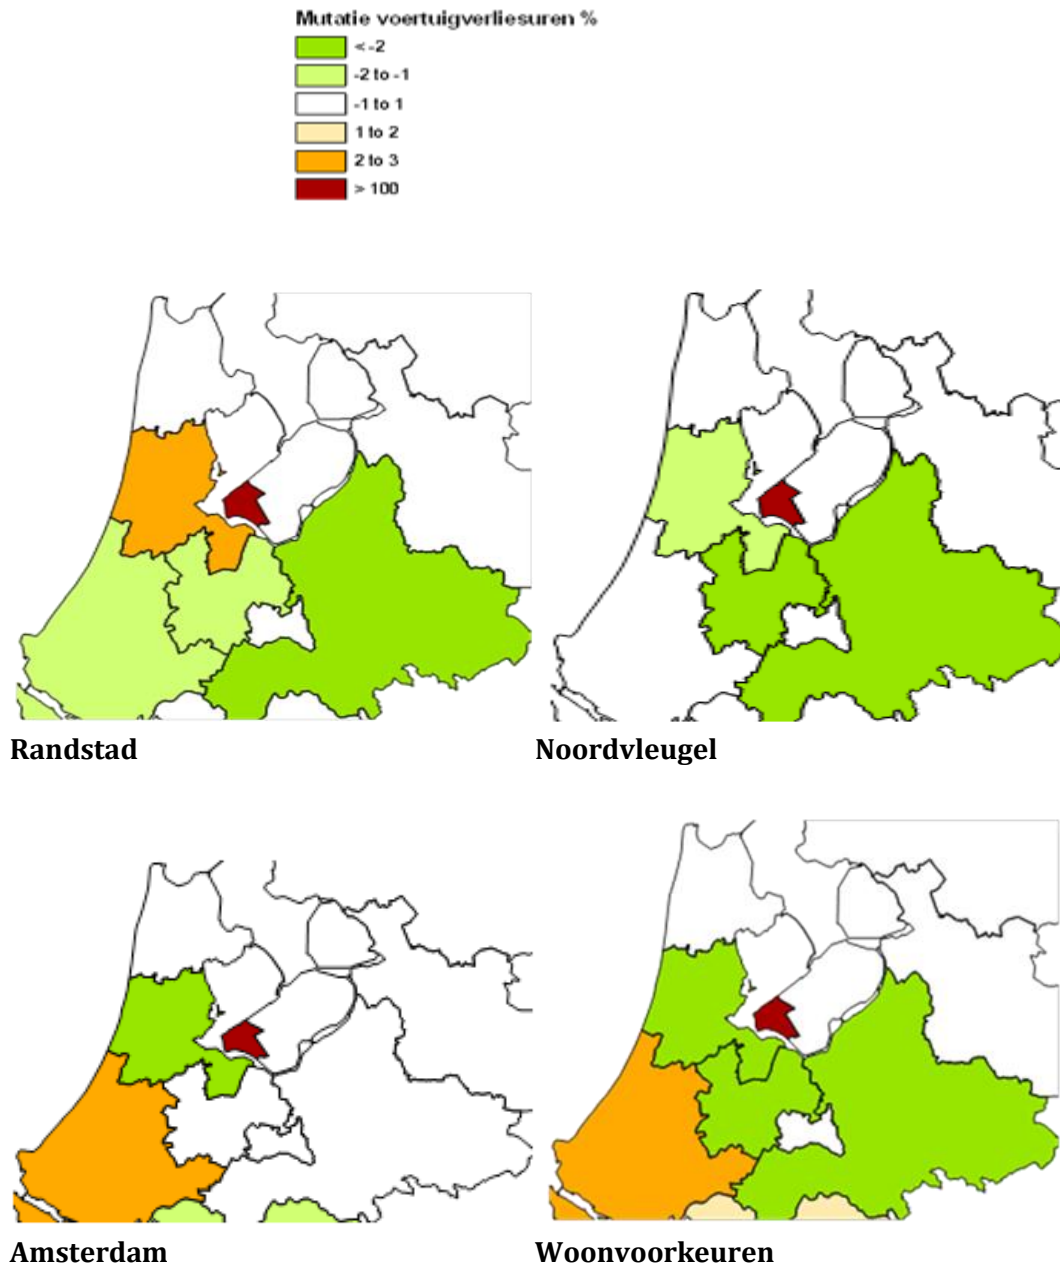 Mutatie voertuigverliesuren %
< -2
-2 to -1
-1 to 1
1 to 2
2 to 3
> 100
Randstad
Noordvleugel
Amsterdam
Woonvoorkeuren